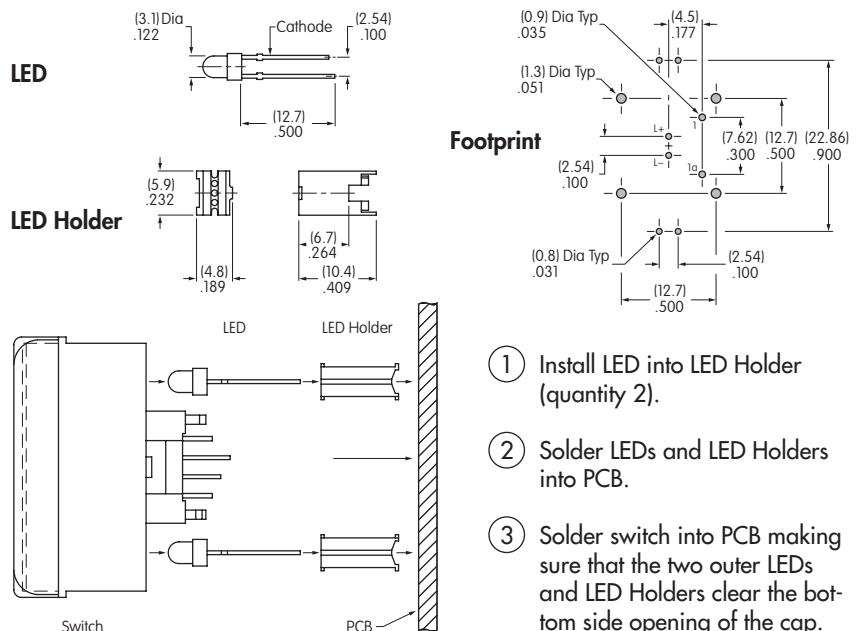 (3.1) Dia
.122
Cathode
(2.54)
.100
LED
(12.7)
.500
(5.9)
.232
LED Holder
(4.8)
.189
(6.7)
.264
(10.4)
.409
(0.9) Dia Typ
.035
(4.5)
.177
(1.3) Dia Typ
.051
Footprint
L+
L−
1
1a
(2.54)
.100
(7.62)
.300
(12.7)
.500
(22.86)
.900
(0.8) Dia Typ
.031
(2.54)
.100
(12.7)
.500
LED
LED Holder
Switch
PCB
1 Install LED into LED Holder
(quantity 2).
2 Solder LEDs and LED Holders
into PCB.
3 Solder switch into PCB making
sure that the two outer LEDs
and LED Holders clear the bot-
tom side opening of the cap.